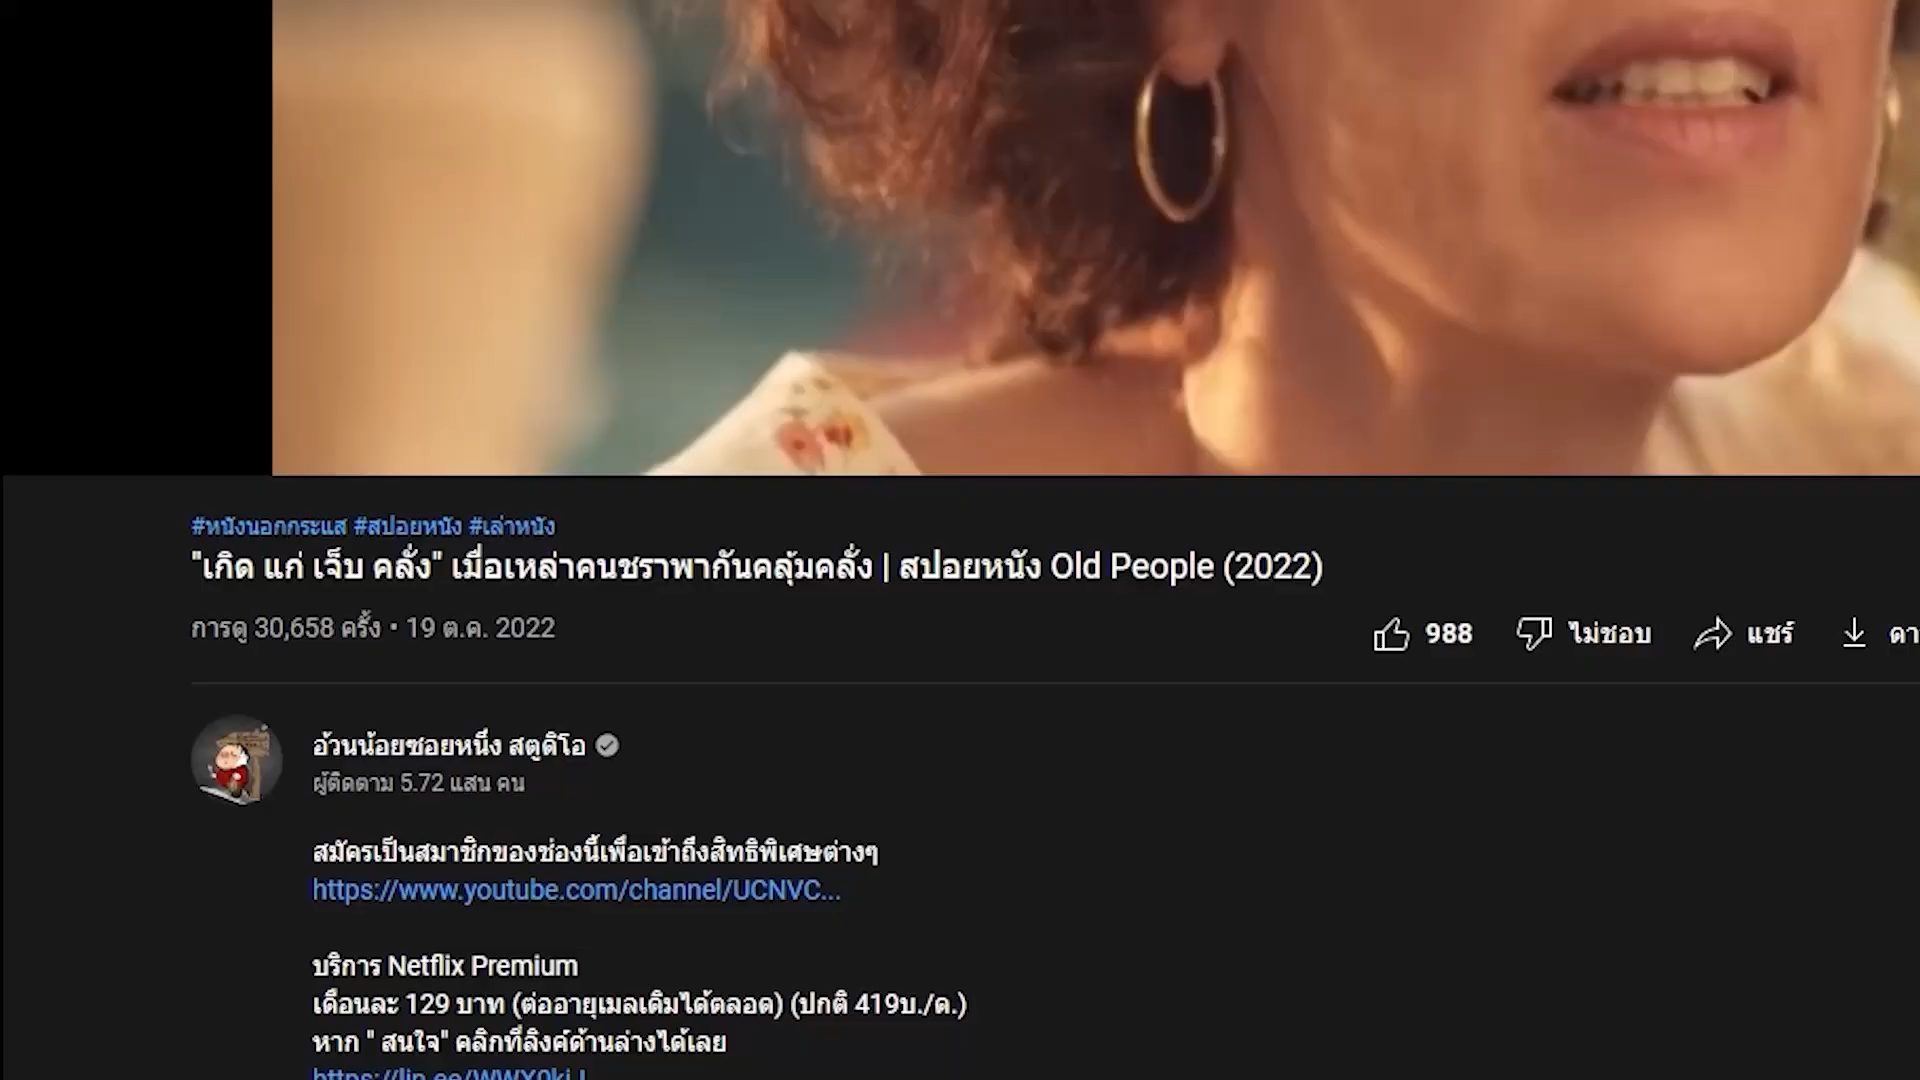 #หนังนอกกระแส #สปอยหนัง #เล่าหนัง
"เกิด แก่ เจ็บ คลั่ง" เมื่อเหล่าคนชราพากันคลุ้มคลั่ง | สปอยหนัง Old People (2022)
การดู 30,658 ครั้ง • 19 ต.ค. 2022
988 ไม่ชอบ แชร์
อ้วนน้อยซอยหนึ่ง สตูดิโอ
ผู้ติดตาม 5.72 แสน คน
สมัครเป็นสมาชิกของช่องนี้เพื่อเข้าถึงสิทธิพิเศษต่างๆ
https://www.youtube.com/channel/UCNVC...
บริการ Netflix Premium
เดือนละ 129 บาท (ต่ออายุเมลเดิมได้ตลอด) (ปกติ 419บ./ด.)
หาก " สนใจ" คลิกที่ลิงค์ด้านล่างได้เลย